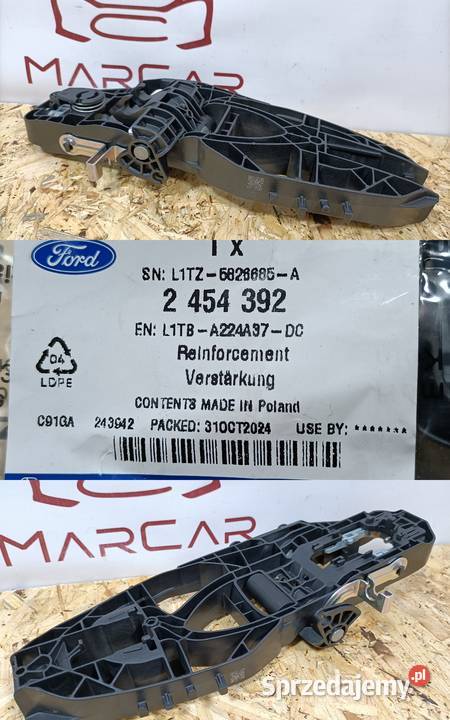 MARCAR
Ford
1 X
SN: L1TZ-5826685-A
2 454 392
EN: L1TB-A224A37-DC
Reinforcement
Verstärkung
04
LDPE
CONTENTS MADE IN Poland
C91GA 243942 PACKED: 31OCT2024 USE BY: *******
MARCAR
Sprzedajemy.pl